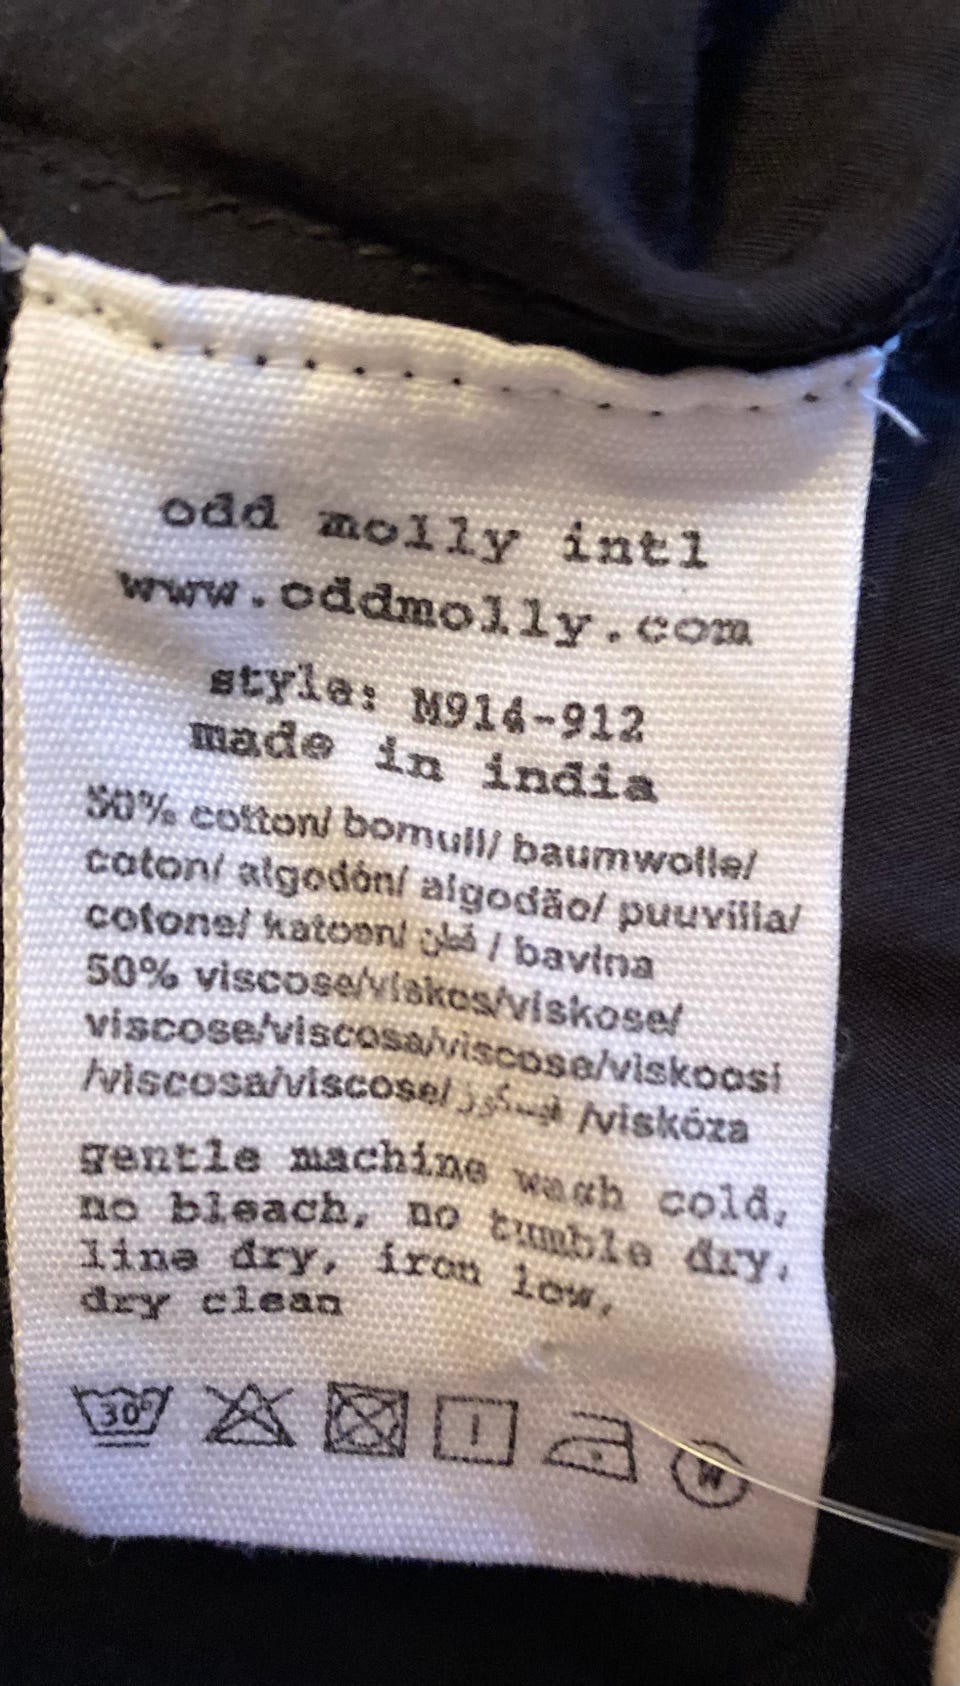 odd molly intl
www.oddmolly.com
style: M914-912
made in india
50% cotton/ bomull/ baumwolle/
coton/ algodón/ algodão/ puuvilla/
cotone/ katoen/ قطن / bavlna
50% viscose/viskos/viskose/
viscose/viscosa/viscose/viskoosi
/viscosa/viscose/ فيسكوز /viskóza
gentle machine wash cold,
no bleach, no tumble dry,
line dry, iron low,
dry clean
30° W